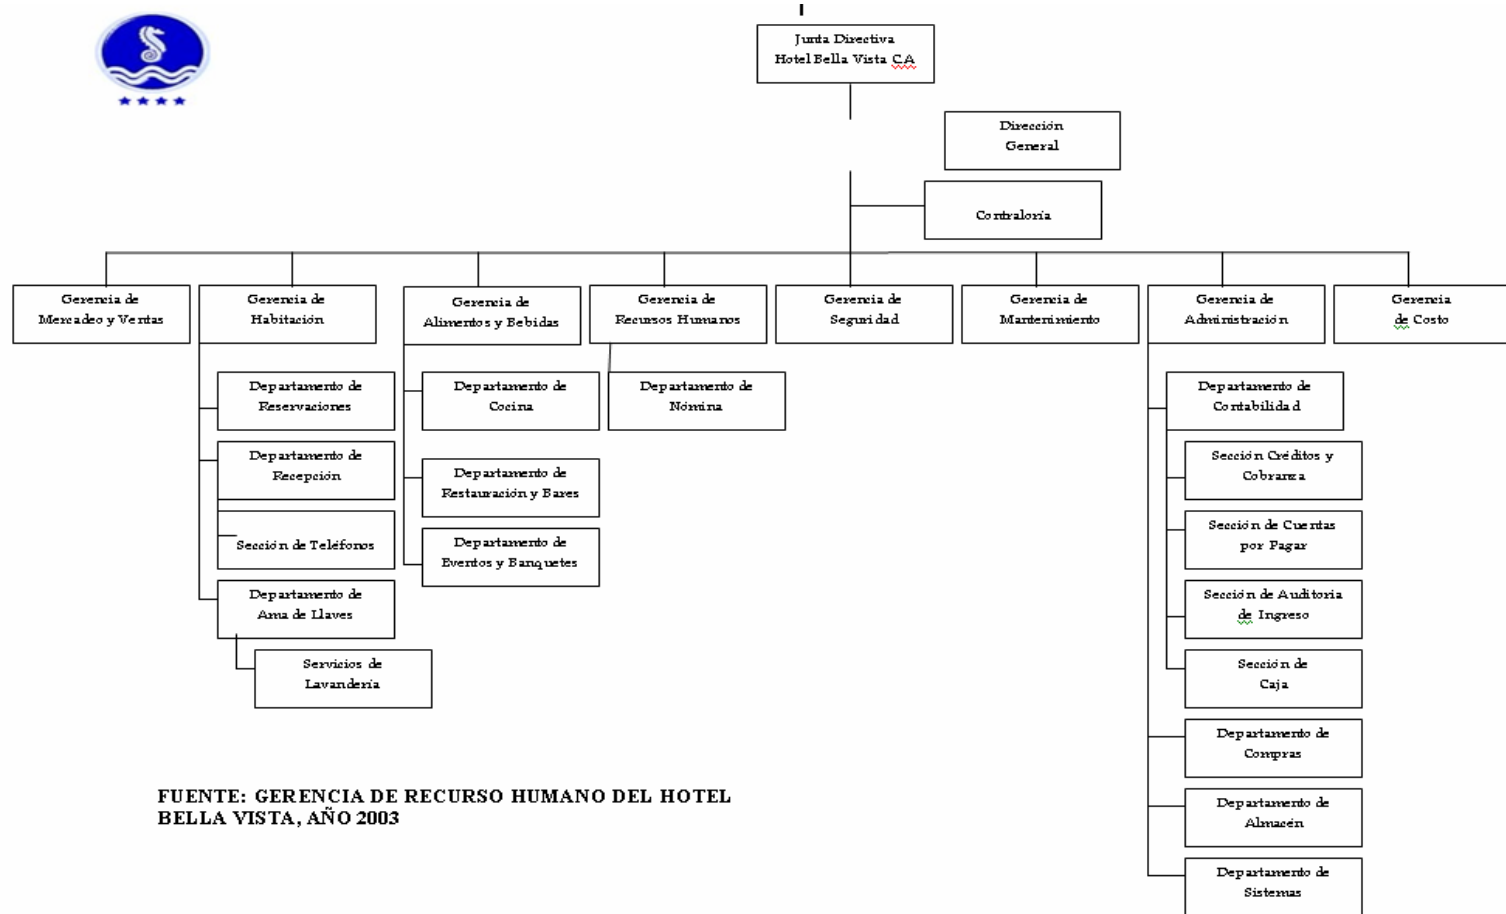 Junta Directiva
Hotel Bella Vista C.A
Dirección
General
Contraloría
Gerencia de
Mercadeo y Ventas
Gerencia de
Habitación
Gerencia de
Alimentos y Bebidas
Gerencia de
Recursos Humanos
Gerencia de
Seguridad
Gerencia de
Mantenimiento
Gerencia de
Administración
Gerencia
de Costo
Departamento de
Reservaciones
Departamento de
Recepción
Sección de Teléfonos
Departamento de
Ama de Llaves
Servicios de
Lavandería
Departamento de
Cocina
Departamento de
Restauración y Bares
Departamento de
Eventos y Banquetes
Departamento de
Nómina
Departamento de
Contabilidad
Sección Créditos y
Cobranza
Sección de Cuentas
por Pagar
Sección de Auditoria
de Ingreso
Sección de
Caja
Departamento de
Compras
Departamento de
Almacén
Departamento de
Sistemas
FUENTE: GERENCIA DE RECURSO HUMANO DEL HOTEL
BELLA VISTA, AÑO 2003